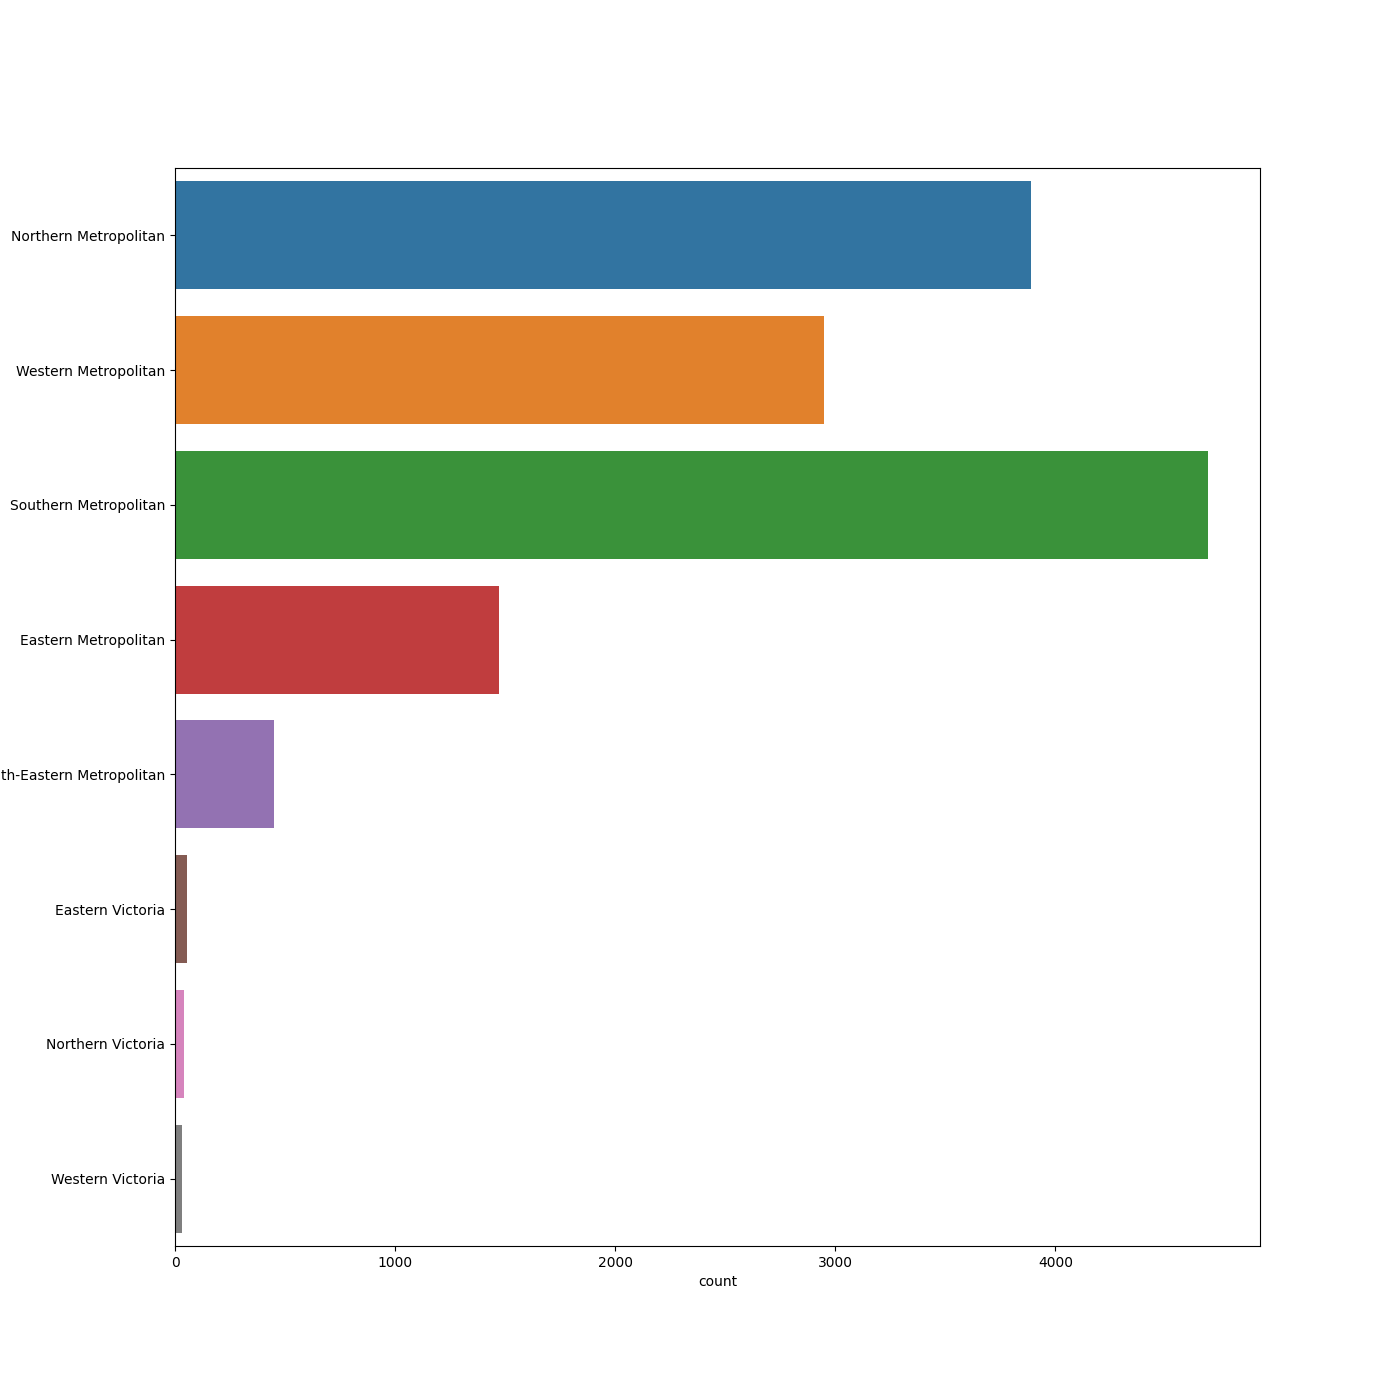 Northern Metropolitan
Western Metropolitan
Southern Metropolitan
Eastern Metropolitan
th-Eastern Metropolitan
Eastern Victoria
Northern Victoria
Western Victoria
0 1000 2000 3000 4000
count